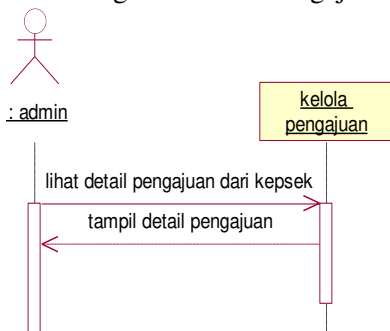 : admin
kelola
pengajuan
lihat detail pengajuan dari kepsek
tampil detail pengajuan